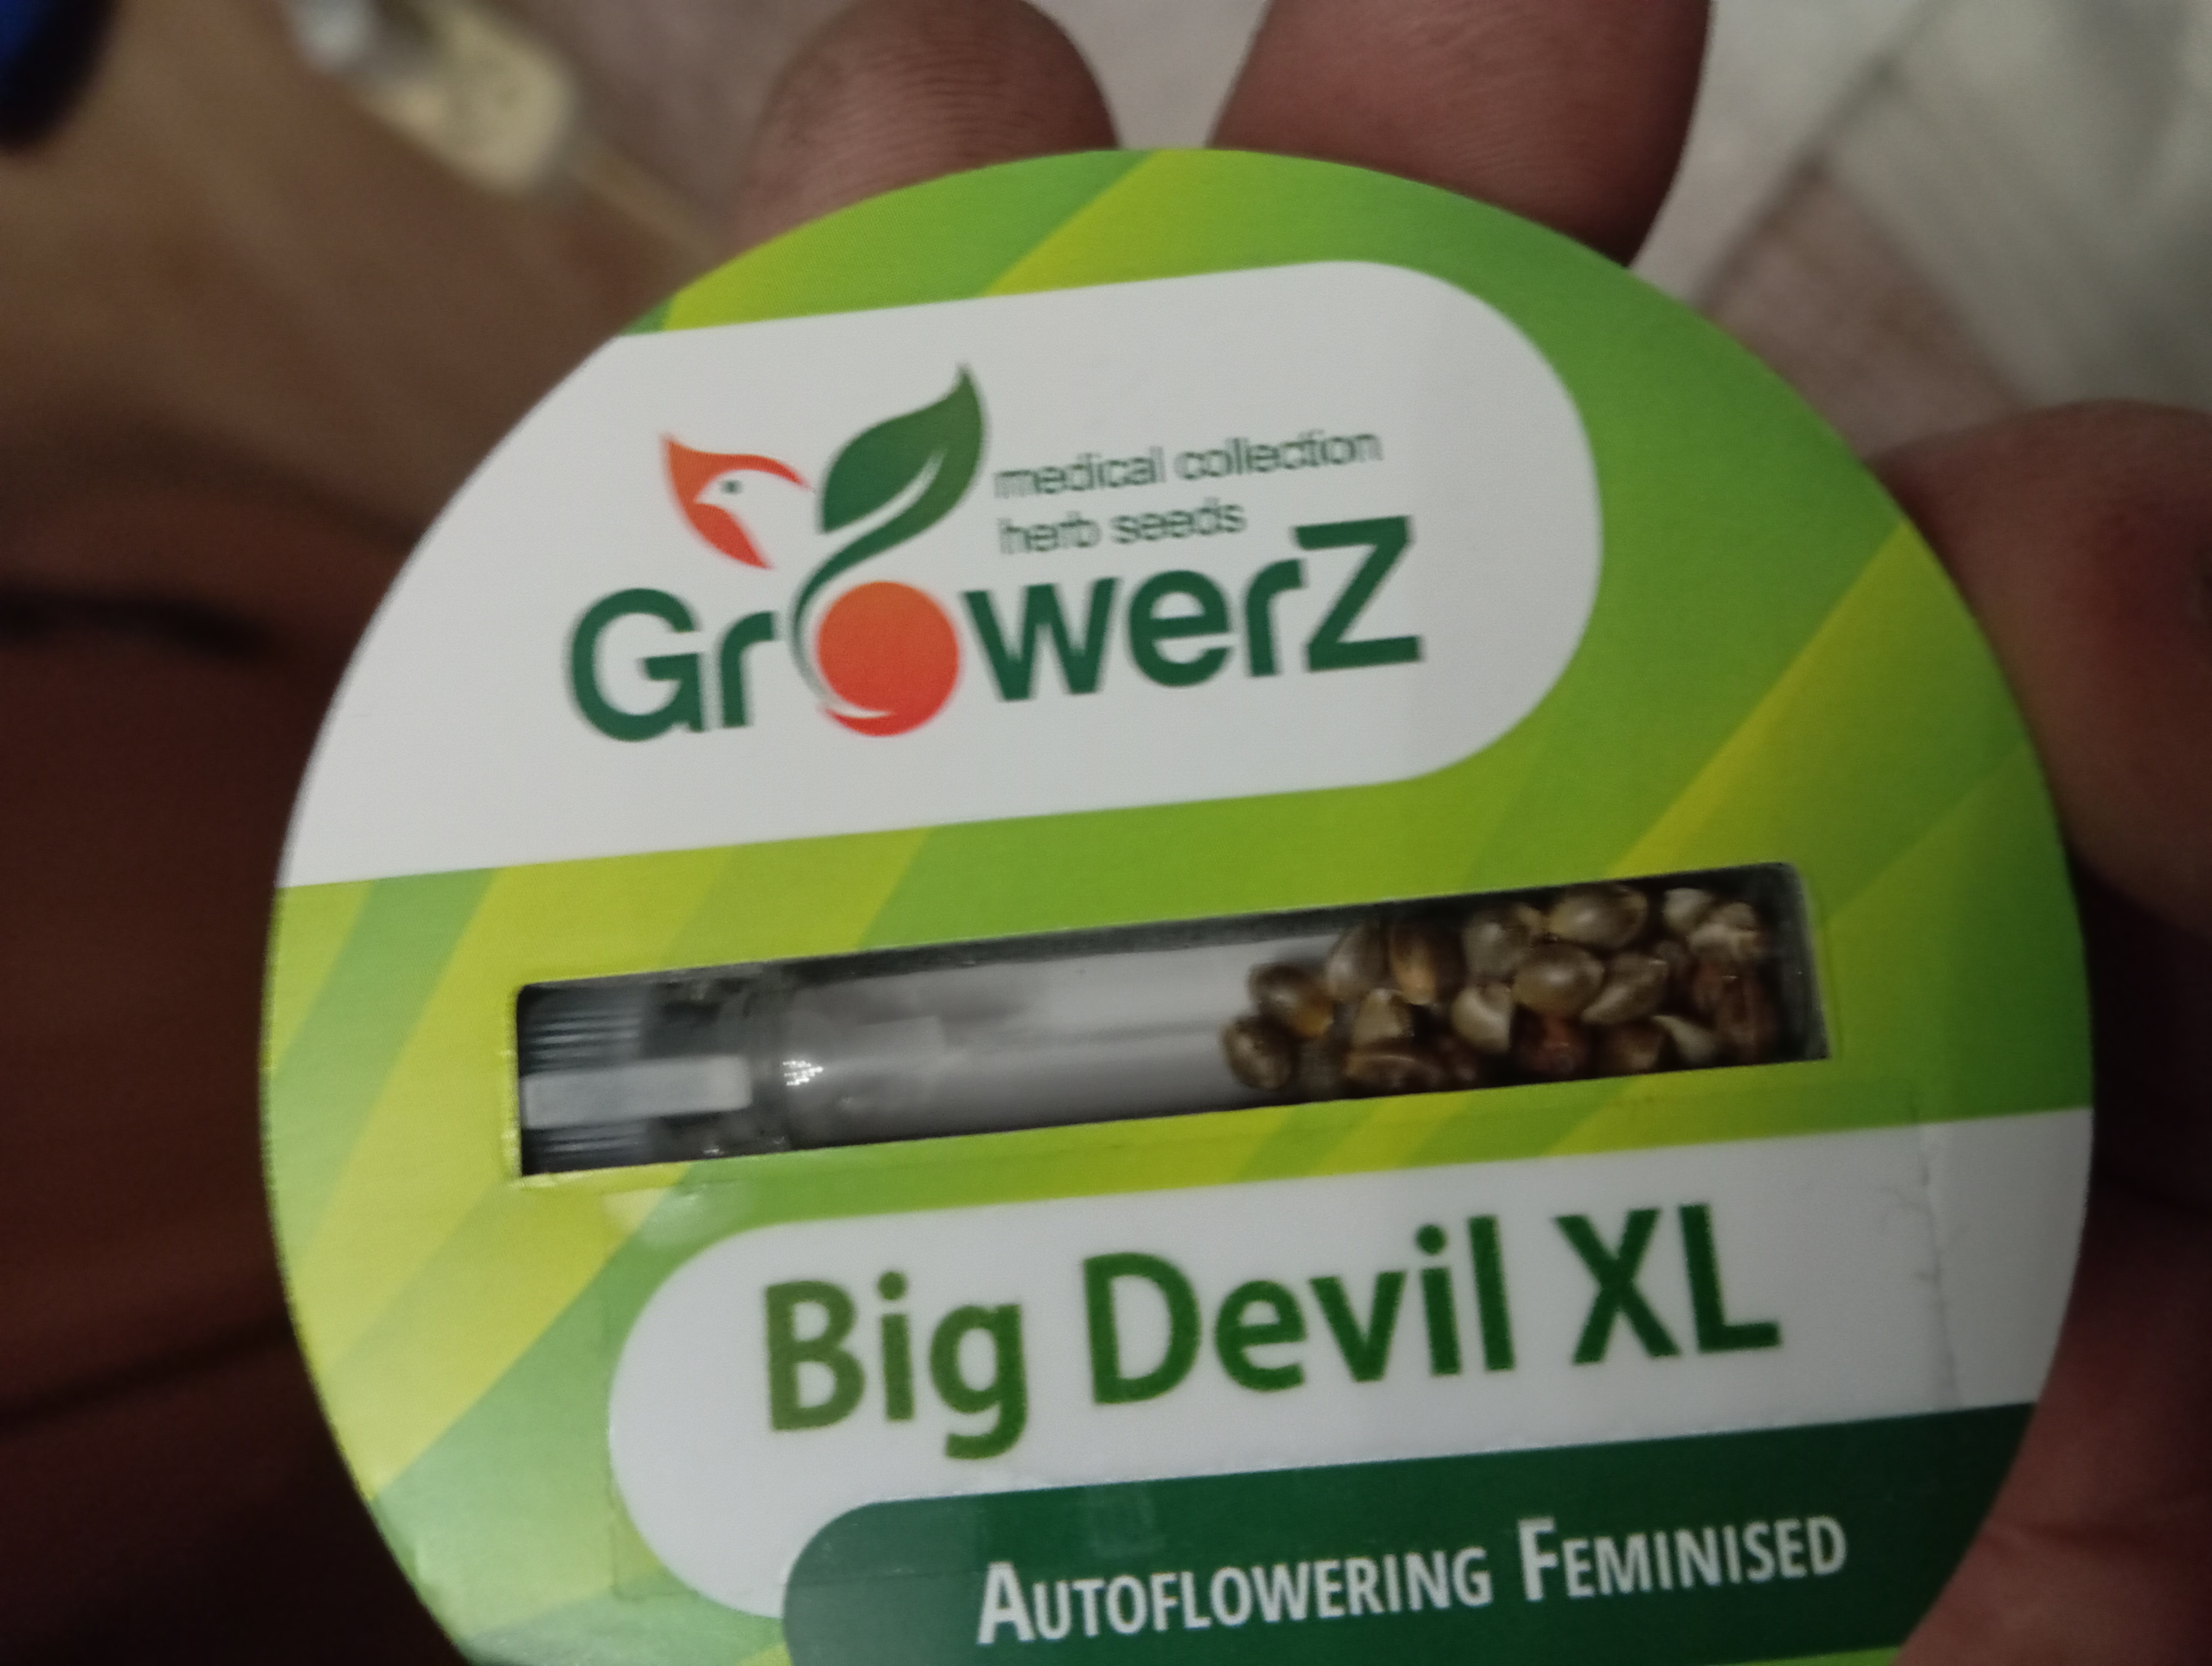 medical collection
herb seeds
GrowerZ
Big Devil XL
AUTOFLOWERING FEMINISED